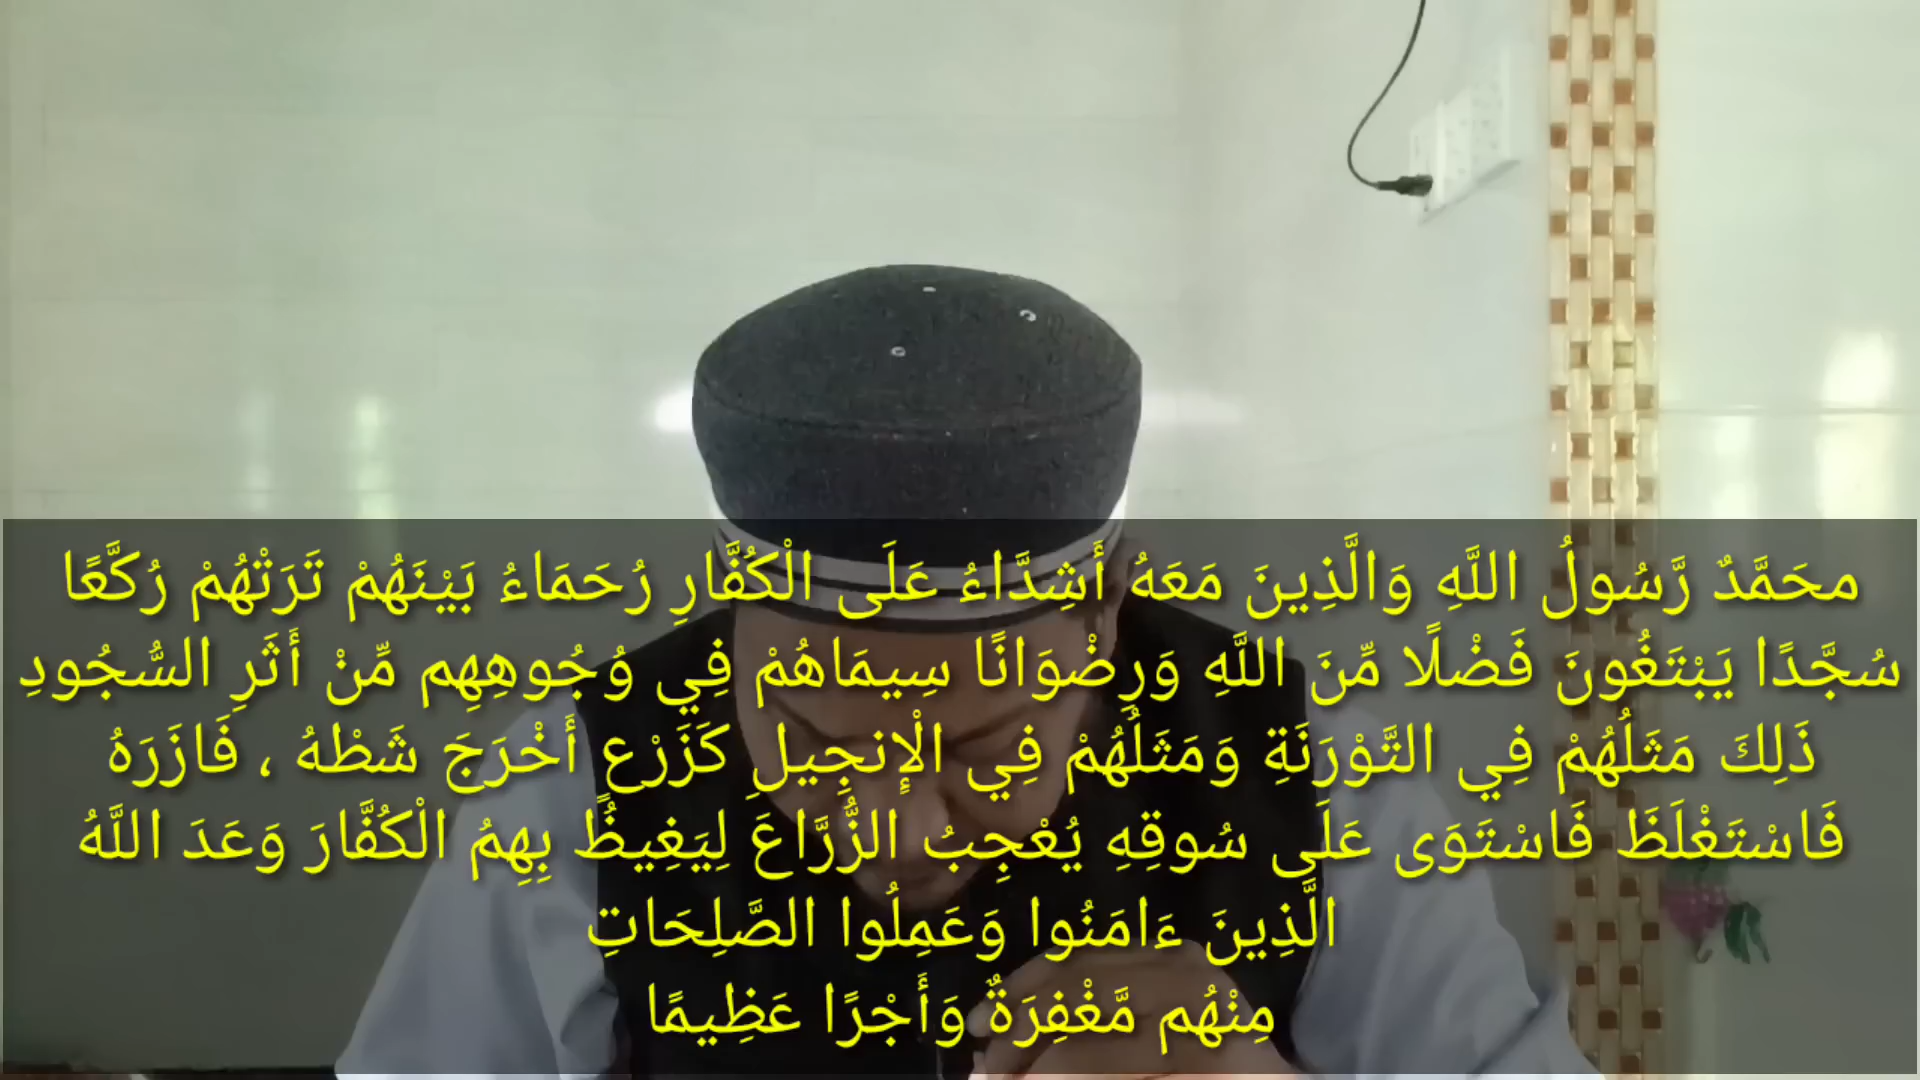 محَمَّدٌ رَّسُولُ اللَّهِ وَالَّذِينَ مَعَهُ أَشِدَّاءُ عَلَى الْكُفَّارِ رُحَمَاءُ بَيْنَهُمْ تَرَتْهُمْ رُكَّعًا
سُجَّدًا يَبْتَغُونَ فَضْلًا مِّنَ اللَّهِ وَرِضْوَانًا سِيمَاهُمْ فِي وُجُوهِهِم مِّنْ أَثَرِ السُّجُودِ
ذَلِكَ مَثَلُهُمْ فِي التَّوْرَنَةِ وَمَثَلُهُمْ فِي الْإِنجِيلِ كَزَرْعٍ أَخْرَجَ شَطْهُ ، فَازَرَهُ
فَاسْتَغْلَظَ فَاسْتَوَى عَلَى سُوقِهِ يُعْجِبُ الزُّرَّاعَ لِيَغِيظُ بِهِمُ الْكُفَّارَ وَعَدَ اللَّهُ
الَّذِينَ ءَامَنُوا وَعَمِلُوا الصَّلِحَاتِ
مِنْهُم مَّغْفِرَةٌ وَأَجْرًا عَظِيمًا